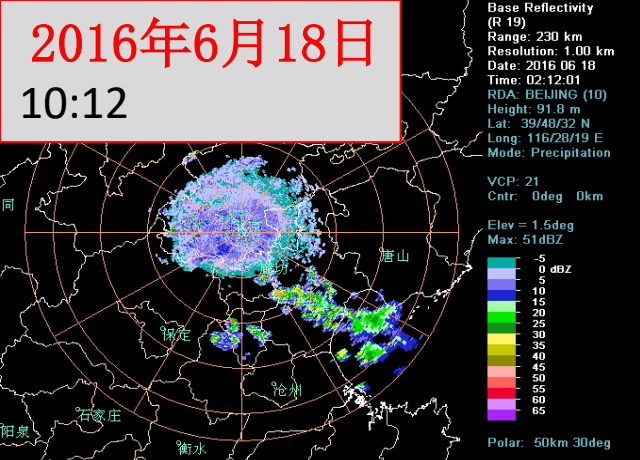 2016年6月18日
10:12
Base Reflectivity
(R 19)
Range: 230 km
Resolution: 1.00 km
Date: 2016 06 18
Time: 02:12:01
RDA: BEIJING (10)
Height: 91.8 m
Lat: 39/48/32 N
Long: 116/28/19 E
Mode: Precipitation
VCP: 21
Cntr: 0deg 0km
Elev = 1.5deg
Max: 51dBZ
-5
0 dBZ
5
10
15
20
25
30
35
40
45
50
55
60
65
Polar: 50km 30deg
同
唐山
保定
沧州
石家庄
阳泉
衡水